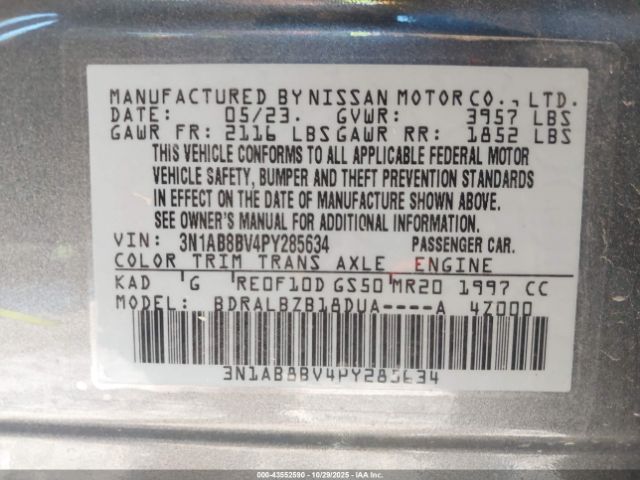 MANUFACTURED BY NISSAN MOTOR CO., LTD.
DATE: 05/23. GVWR: 3957 LBS
GAWR FR: 2116 LBS GAWR RR: 1852 LBS
THIS VEHICLE CONFORMS TO ALL APPLICABLE FEDERAL MOTOR
VEHICLE SAFETY, BUMPER AND THEFT PREVENTION STANDARDS
IN EFFECT ON THE DATE OF MANUFACTURE SHOWN ABOVE.
SEE OWNER'S MANUAL FOR ADDITIONAL INFORMATION.
VIN: 3N1AB8BV4PY285634 PASSENGER CAR.
COLOR TRIM TRANS AXLE ENGINE
KAD G RE0F10D GS50 MR20 1997 CC
MODEL: BDRALBZB18DUA----A 4Z000
3N1AB8BV4PY285634
000-43552590 | 10/29/2025 - IAA Corp.